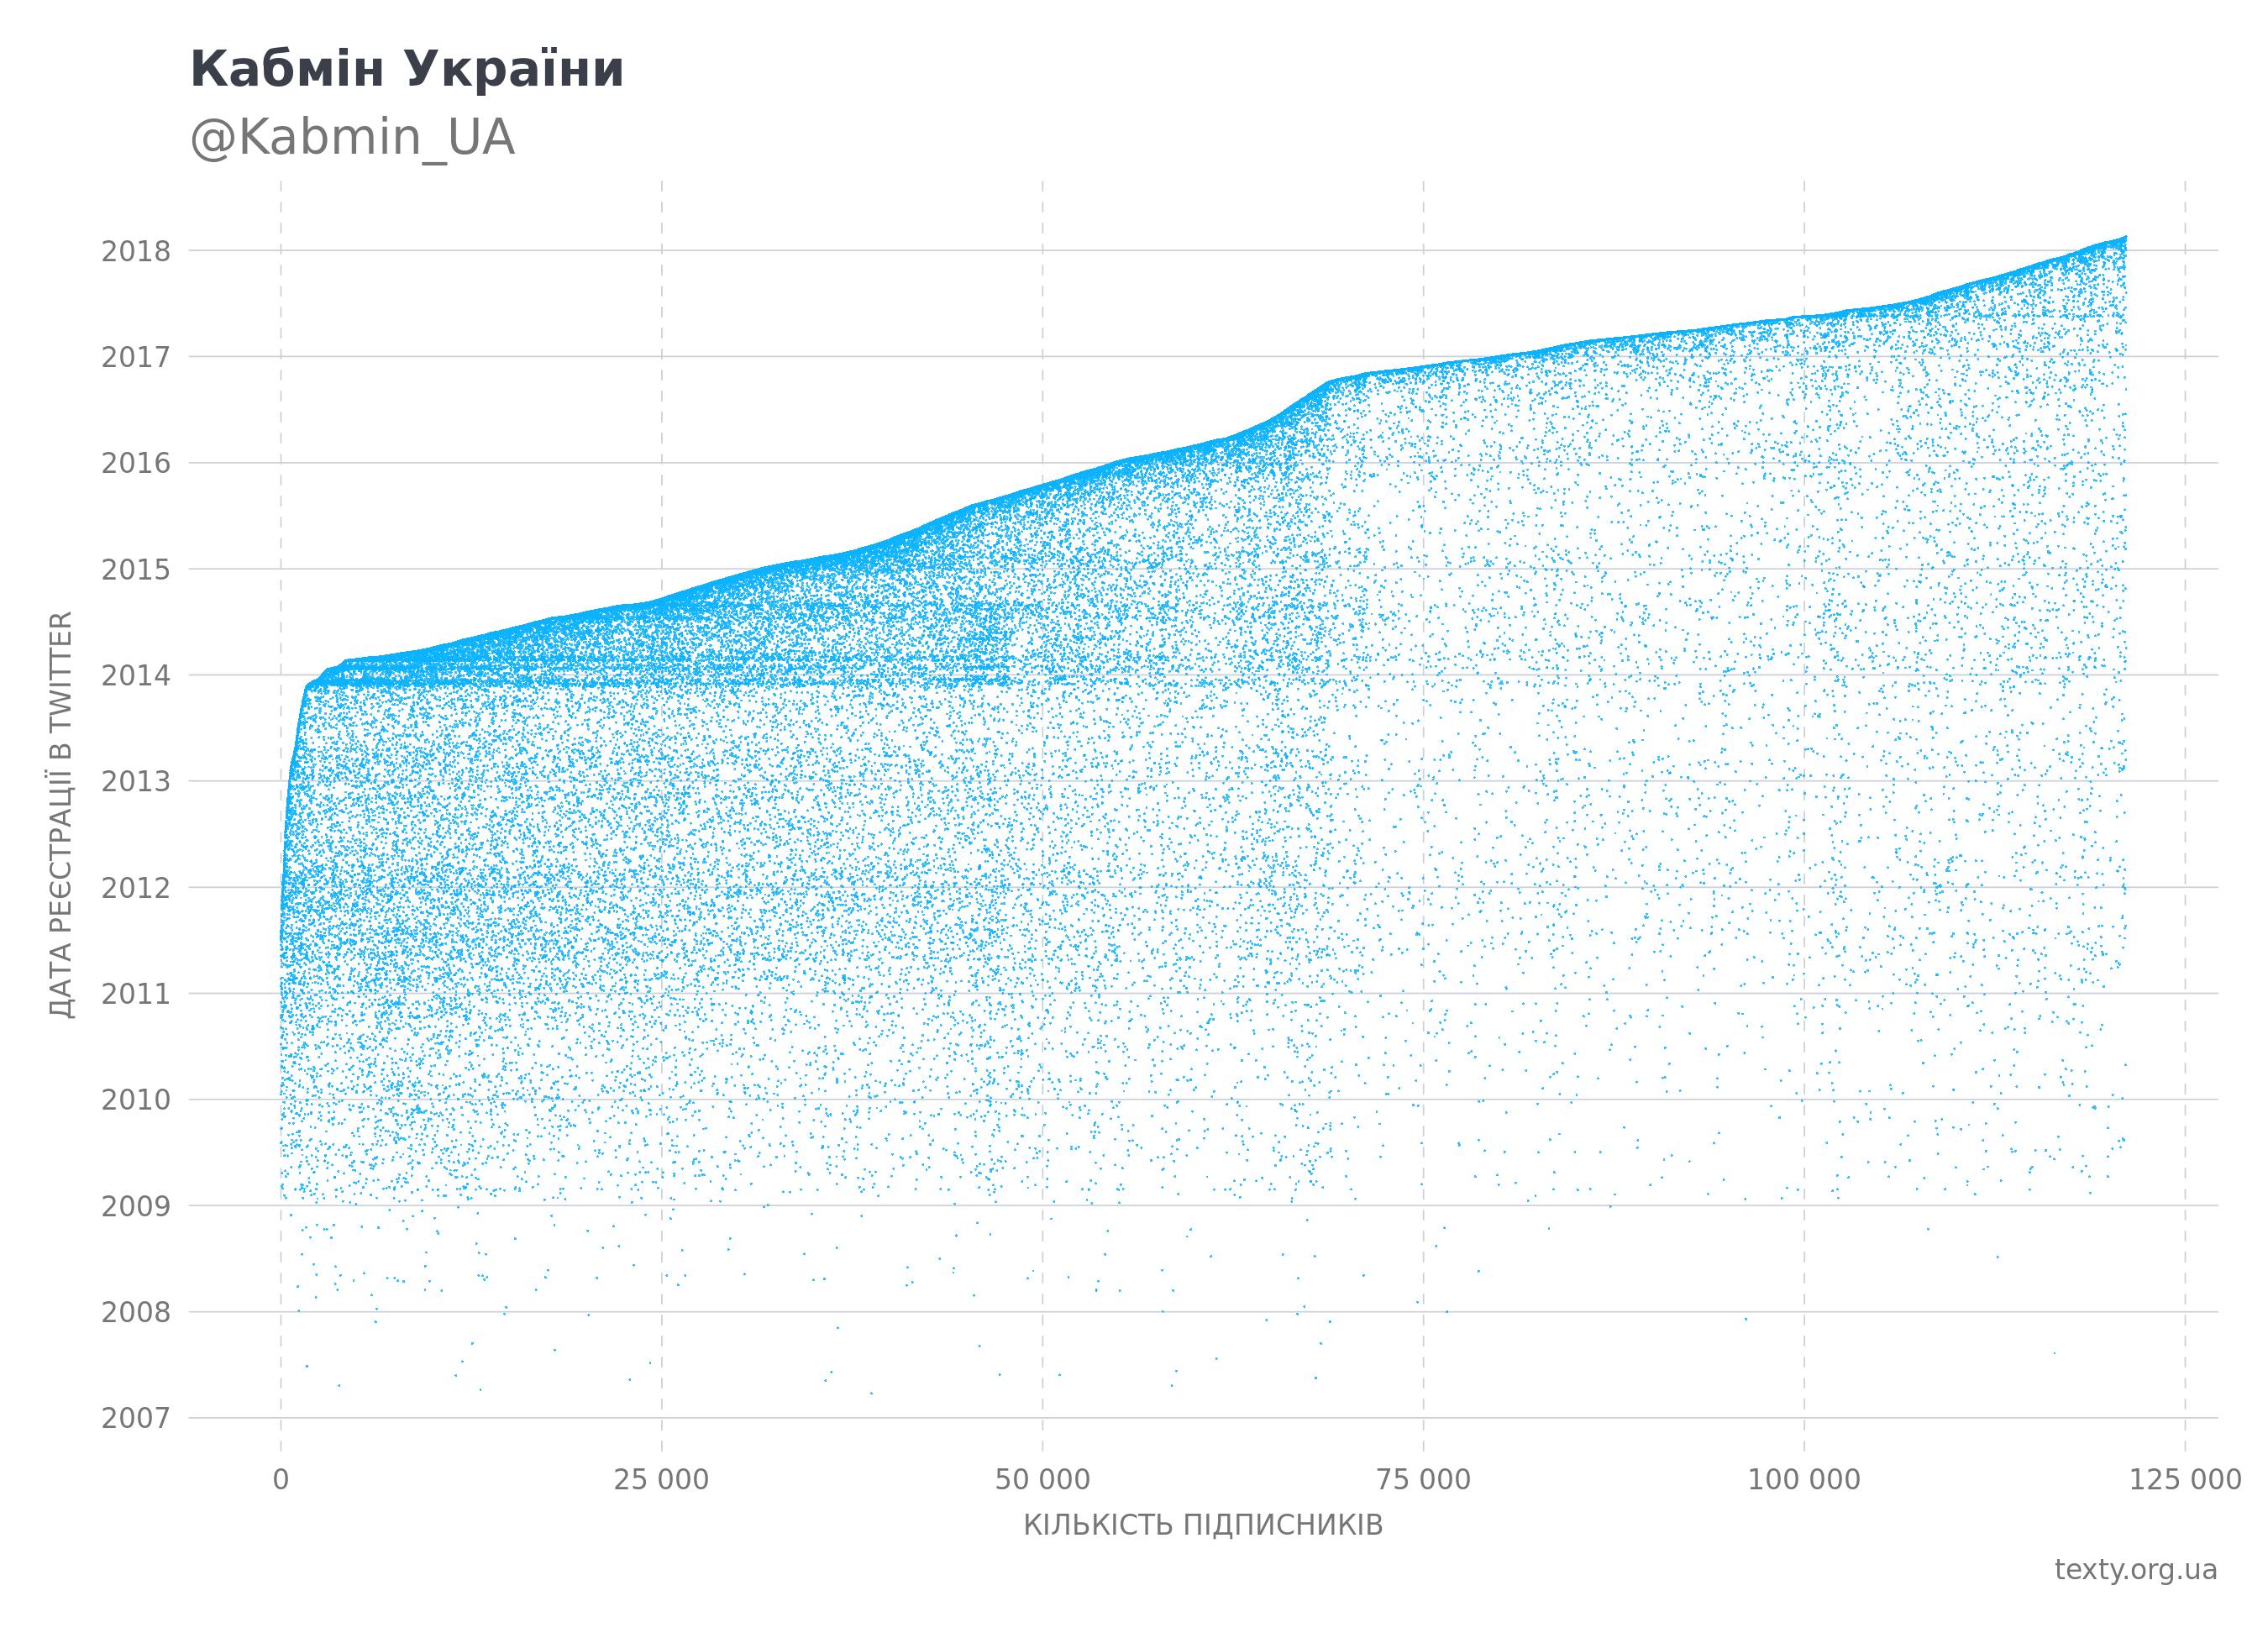 Кабмін України
@Kabmin_UA
2018
2017
2016
2015
2014
2013
2012
2011
2010
2009
2008
2007
ДАТА РЕЄСТРАЦІЇ В TWITTER
0 25 000 50 000 75 000 100 000 125 000
КІЛЬКІСТЬ ПІДПИСНИКІВ
texty.org.ua